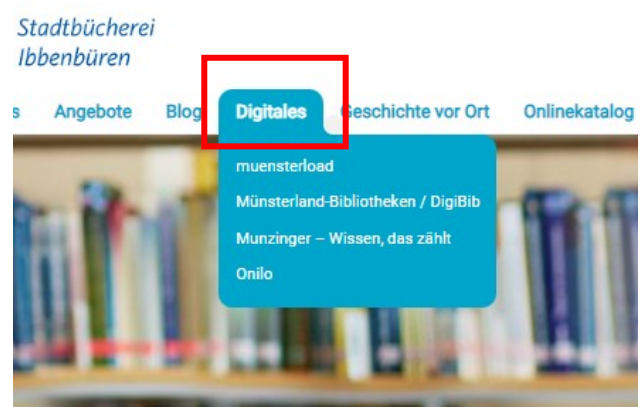 Stadtbücherei
Ibbenbüren
s Angebote Blog Digitales Geschichte vor Ort Onlinekatalog
muensterload
Münsterland-Bibliotheken / DigiBib
Munzinger – Wissen, das zählt
Onilo